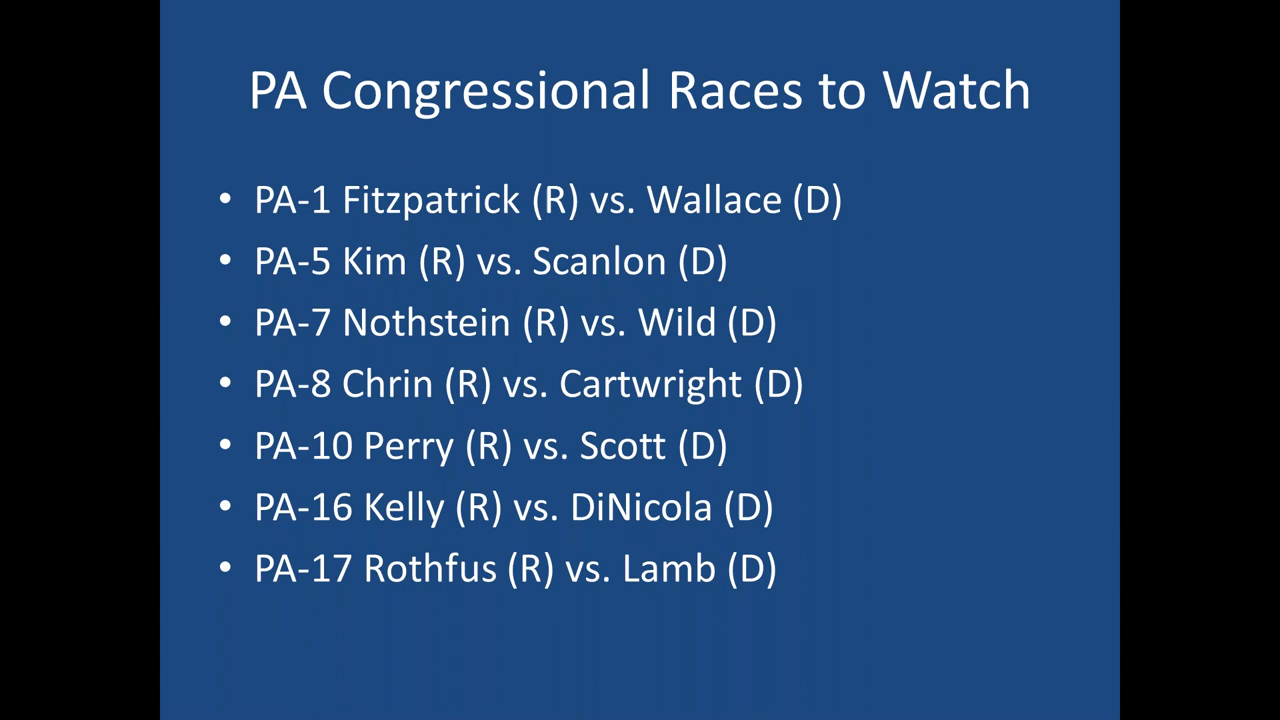 PA Congressional Races to Watch
• PA-1 Fitzpatrick (R) vs. Wallace (D)
• PA-5 Kim (R) vs. Scanlon (D)
• PA-7 Nothstein (R) vs. Wild (D)
• PA-8 Chrin (R) vs. Cartwright (D)
• PA-10 Perry (R) vs. Scott (D)
• PA-16 Kelly (R) vs. DiNicola (D)
• PA-17 Rothfus (R) vs. Lamb (D)